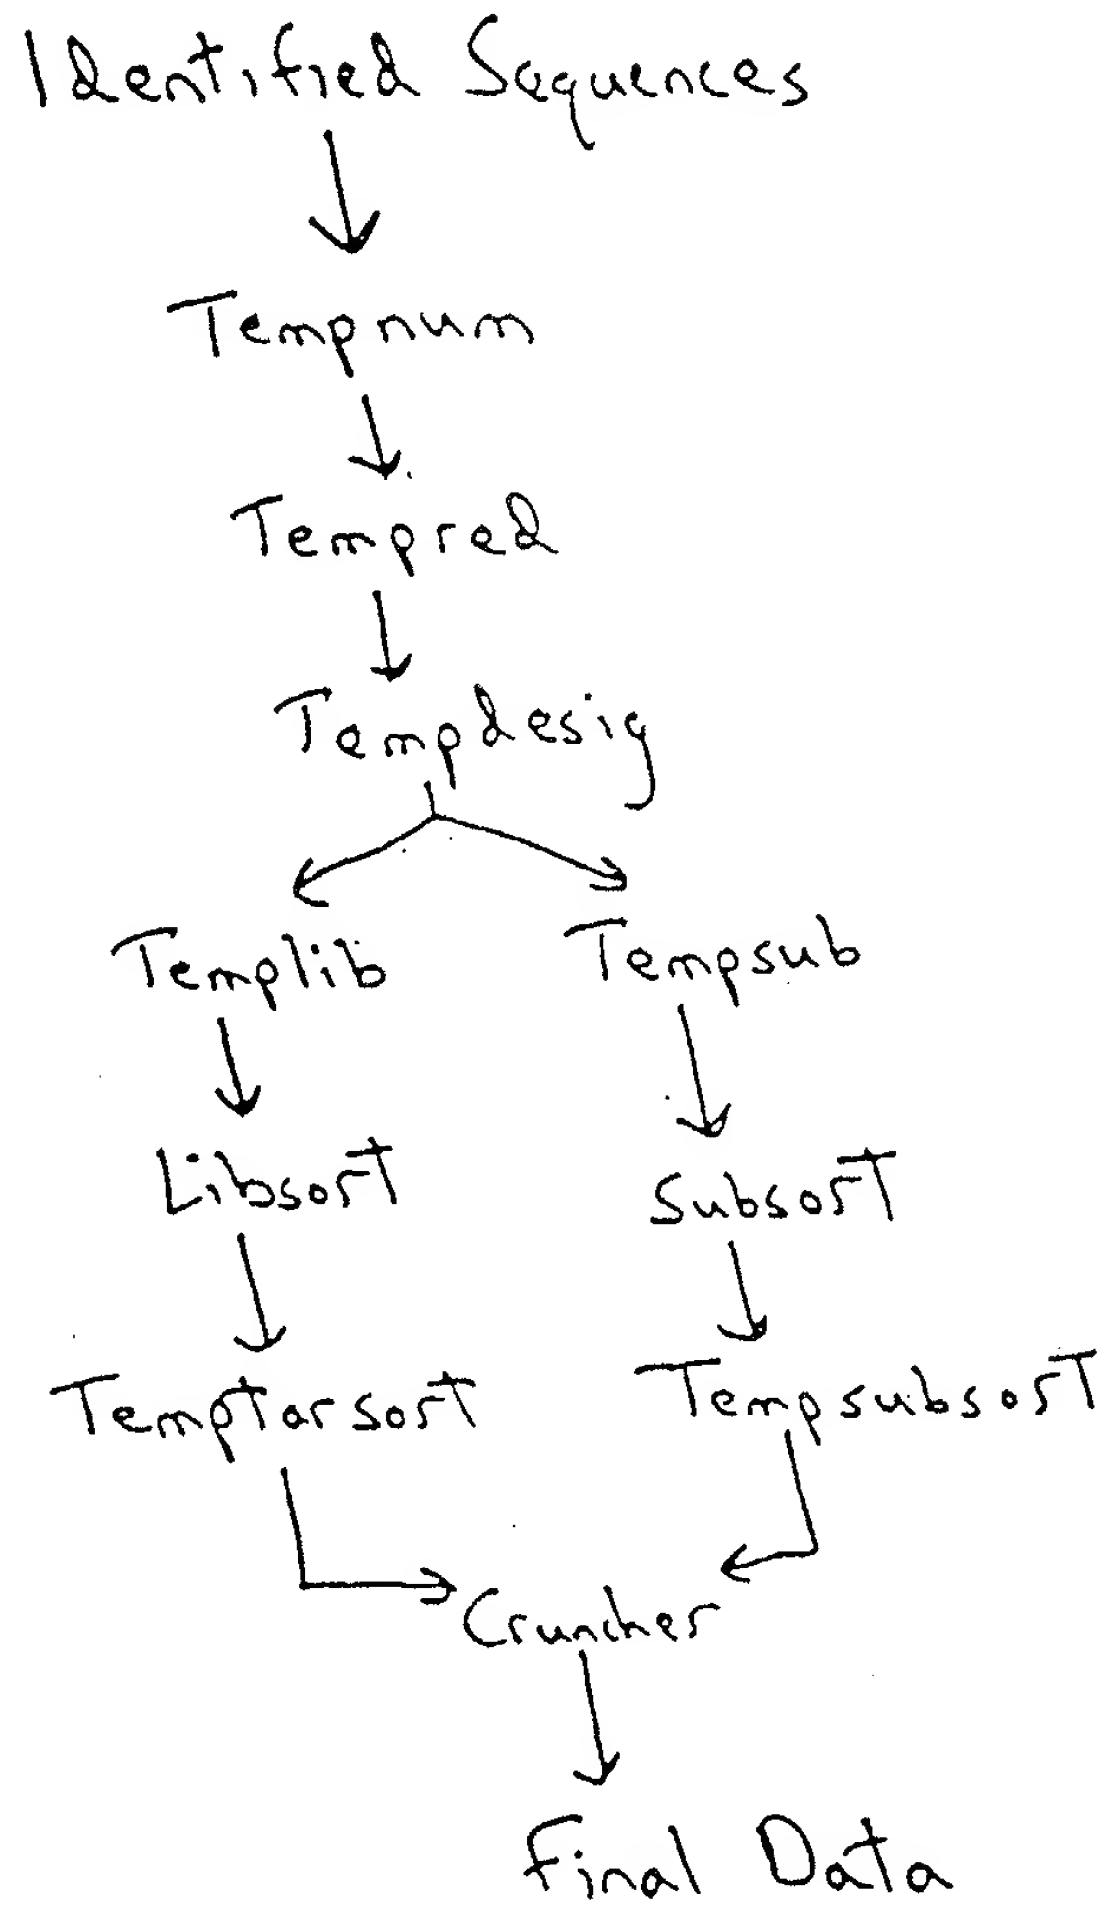 Identified Sequences
Tempnum
Tempred
Tempdesig
Templib
Tempsub
Libsort
Subsort
Temptarsort
Tempsubsort
Cruncher
Final Data